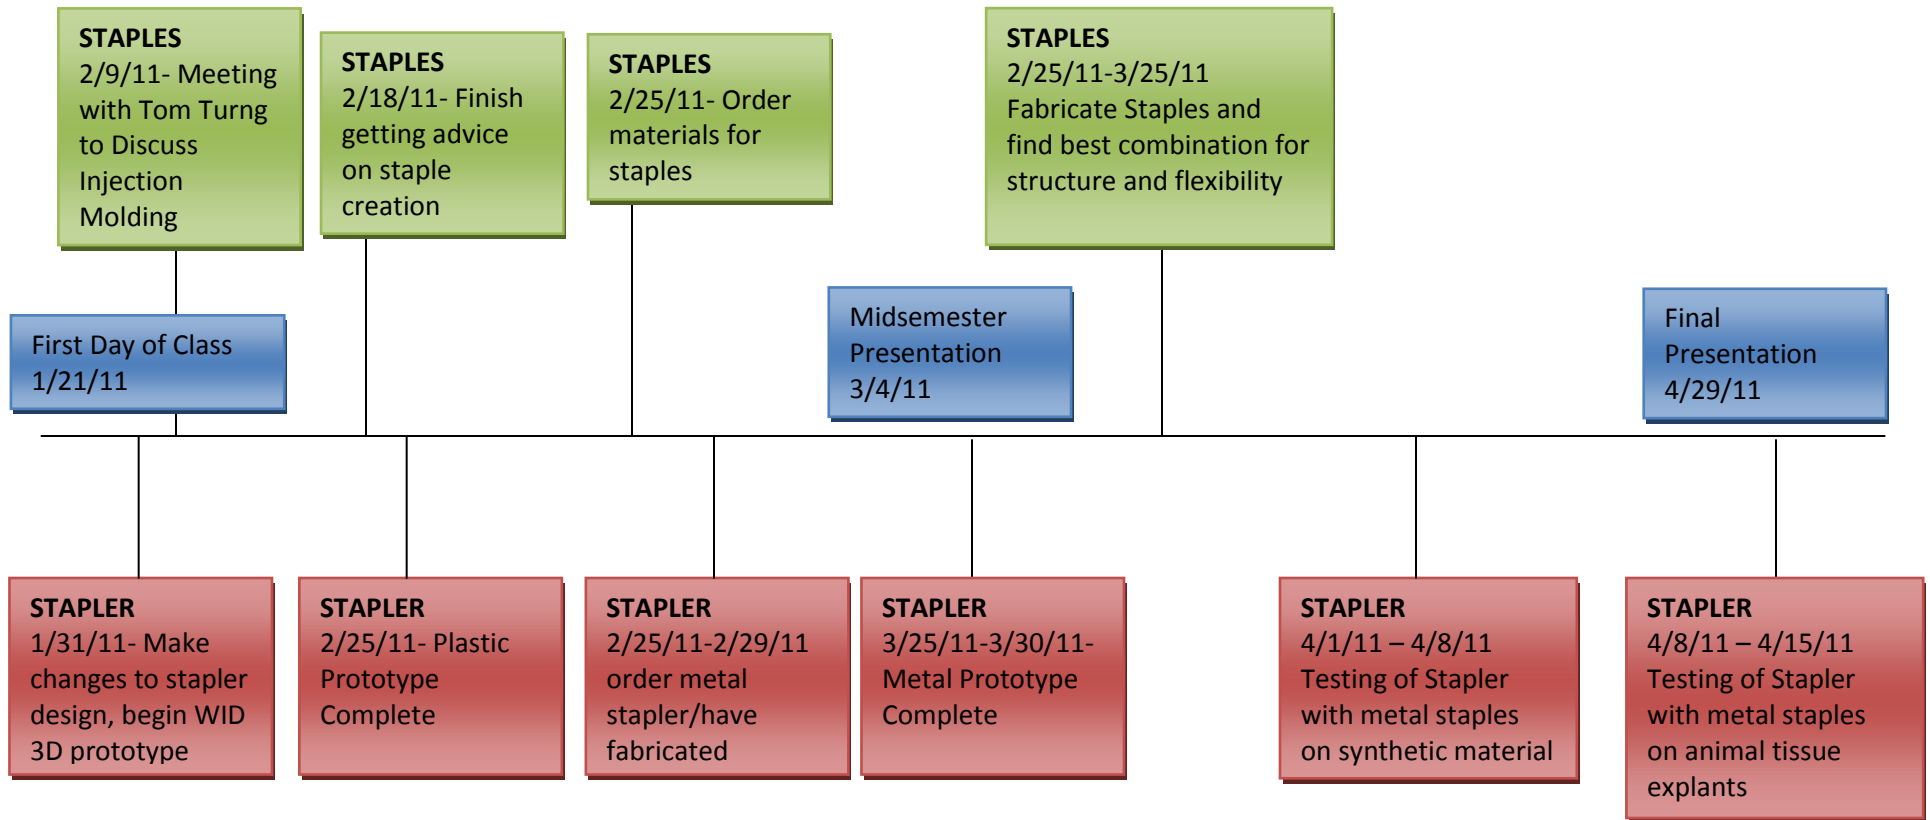 STAPLES
2/9/11- Meeting
with Tom Turng
to Discuss
Injection
Molding
STAPLES
2/18/11- Finish
getting advice
on staple
creation
STAPLES
2/25/11- Order
materials for
staples
STAPLES
2/25/11-3/25/11
Fabricate Staples and
find best combination for
structure and flexibility
First Day of Class
1/21/11
Midsemester
Presentation
3/4/11
Final
Presentation
4/29/11
STAPLER
1/31/11- Make
changes to stapler
design, begin WID
3D prototype
STAPLER
2/25/11- Plastic
Prototype
Complete
STAPLER
2/25/11-2/29/11
order metal
stapler/have
fabricated
STAPLER
3/25/11-3/30/11-
Metal Prototype
Complete
STAPLER
4/1/11 – 4/8/11
Testing of Stapler
with metal staples
on synthetic material
STAPLER
4/8/11 – 4/15/11
Testing of Stapler
with metal staples
on animal tissue
explants